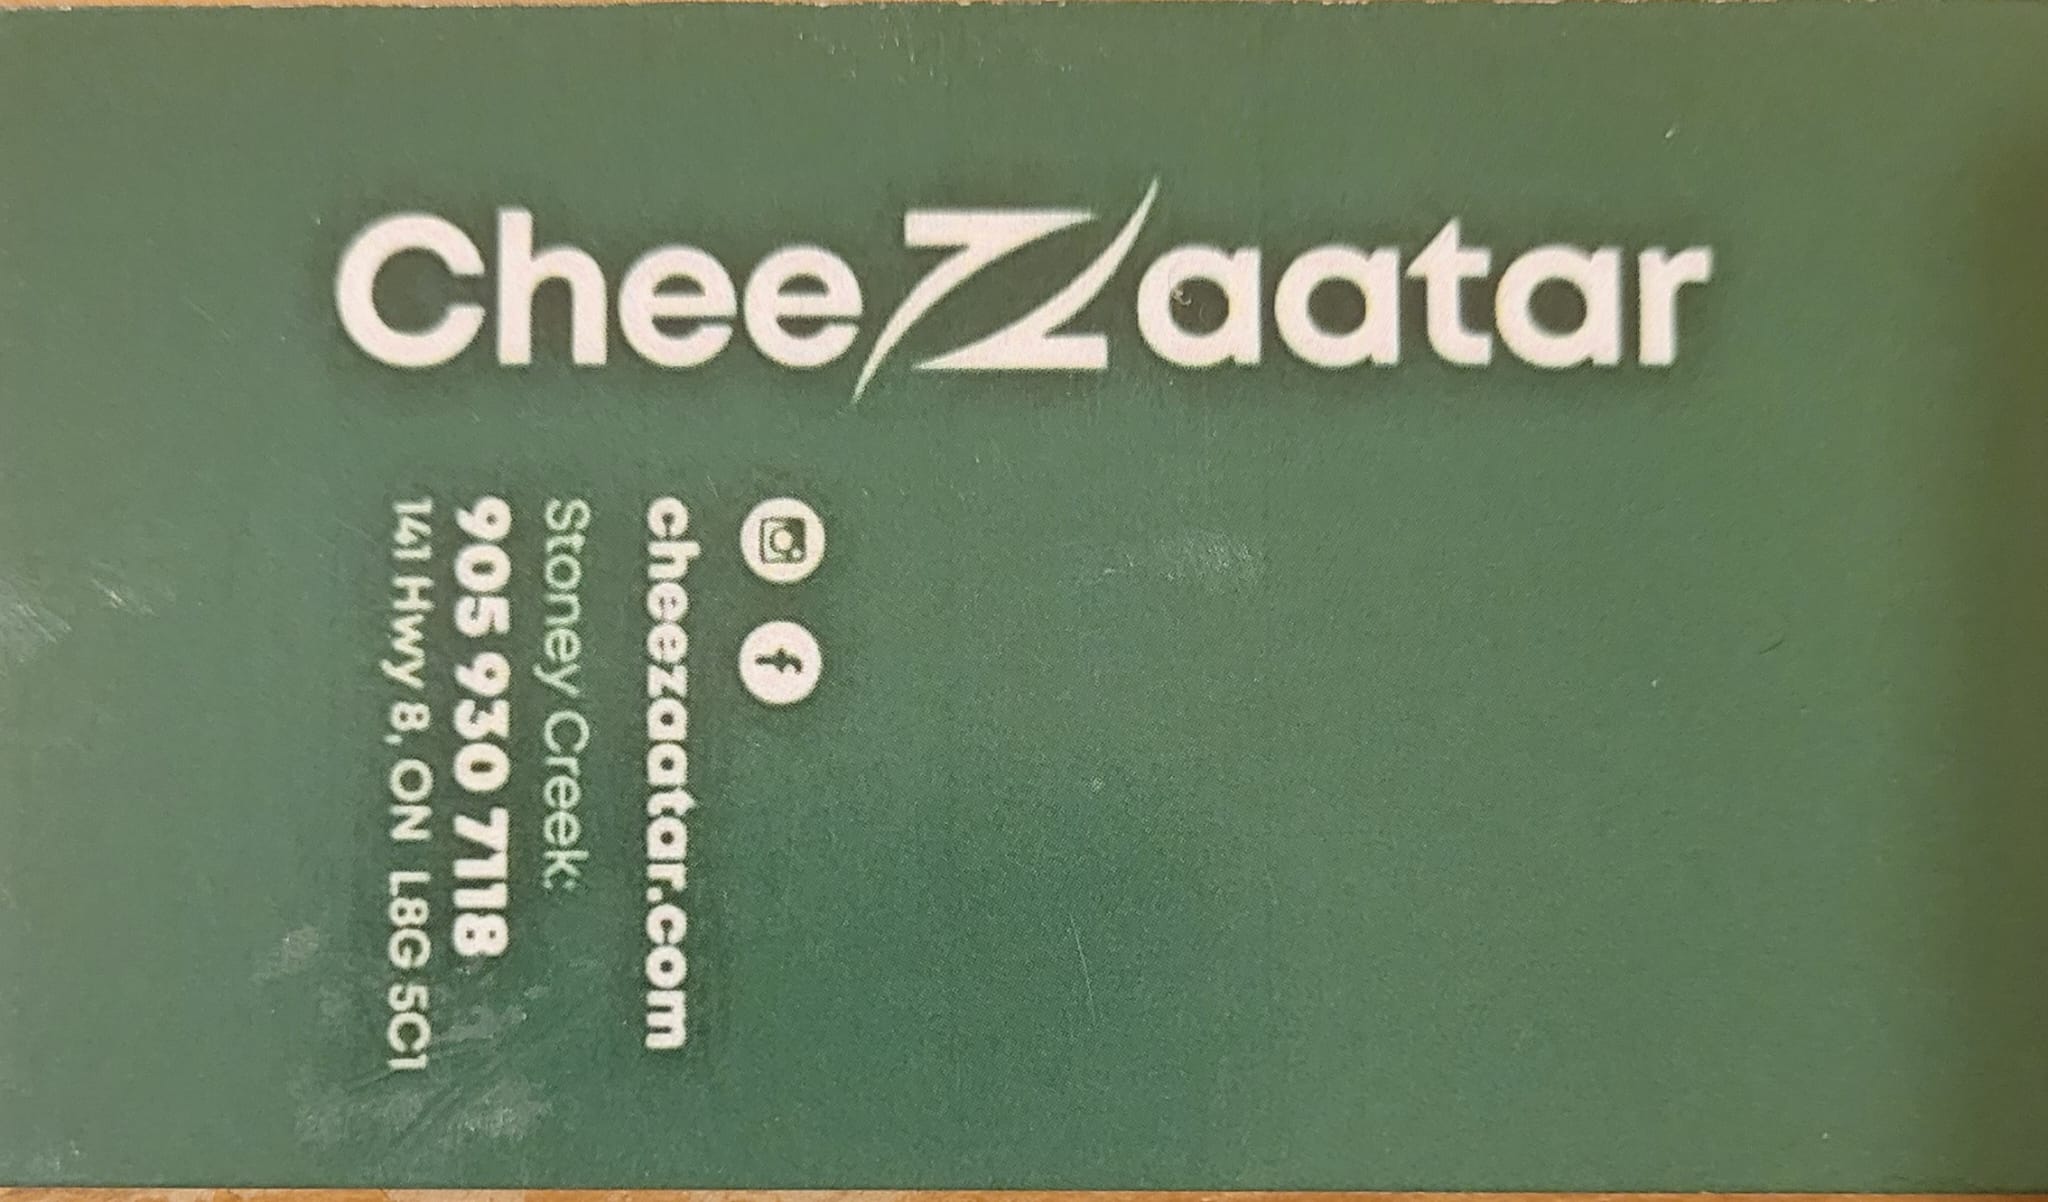 CheeZaatar
cheezaatar.com
Stoney Creek:
905 930 7118
141 Hwy 8, ON L8G 5C1